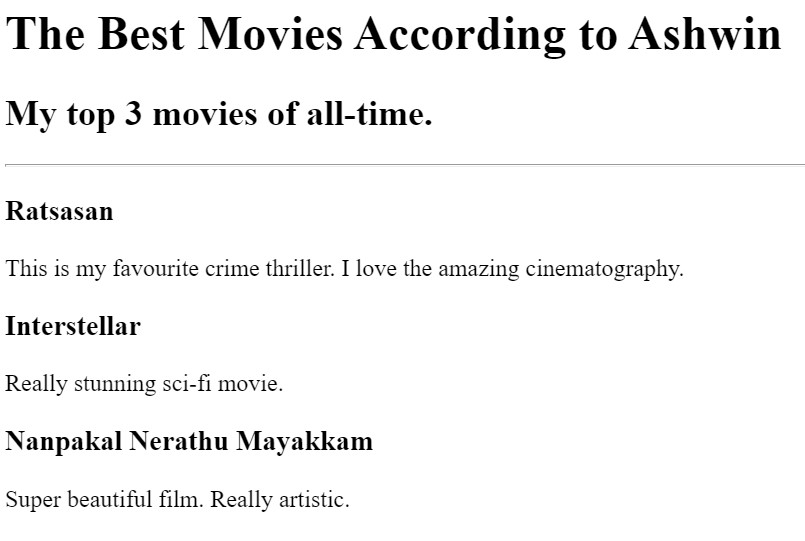 The Best Movies According to Ashwin
My top 3 movies of all-time.
Ratsasan
This is my favourite crime thriller. I love the amazing cinematography.
Interstellar
Really stunning sci-fi movie.
Nanpakal Nerathu Mayakkam
Super beautiful film. Really artistic.